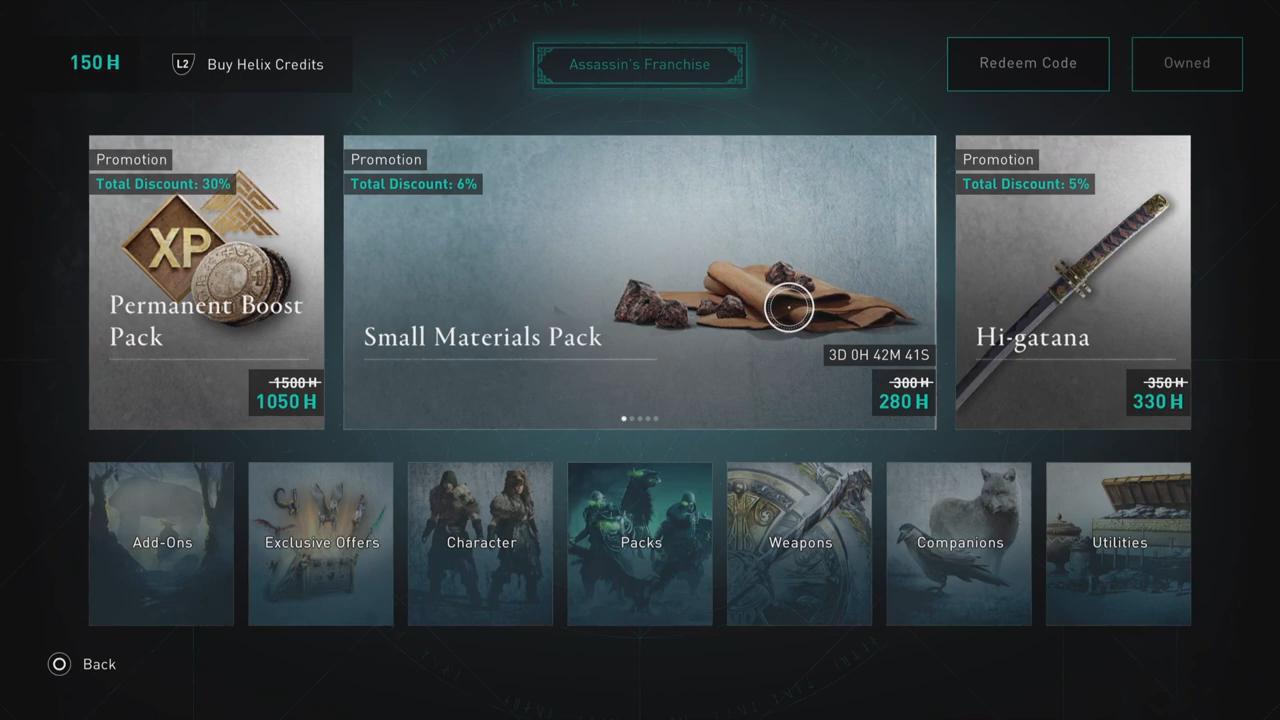 150 H
L2 Buy Helix Credits
Assassin's Franchise
Redeem Code
Owned
Promotion
Total Discount: 30%
XP
Permanent Boost
Pack
1500 H
1050 H
Promotion
Total Discount: 6%
Small Materials Pack
3D 0H 42M 41S
300 H
280 H
Promotion
Total Discount: 5%
Hi-gatana
350 H
330 H
Add-Ons
Exclusive Offers
Character
Packs
Weapons
Companions
Utilities
Back